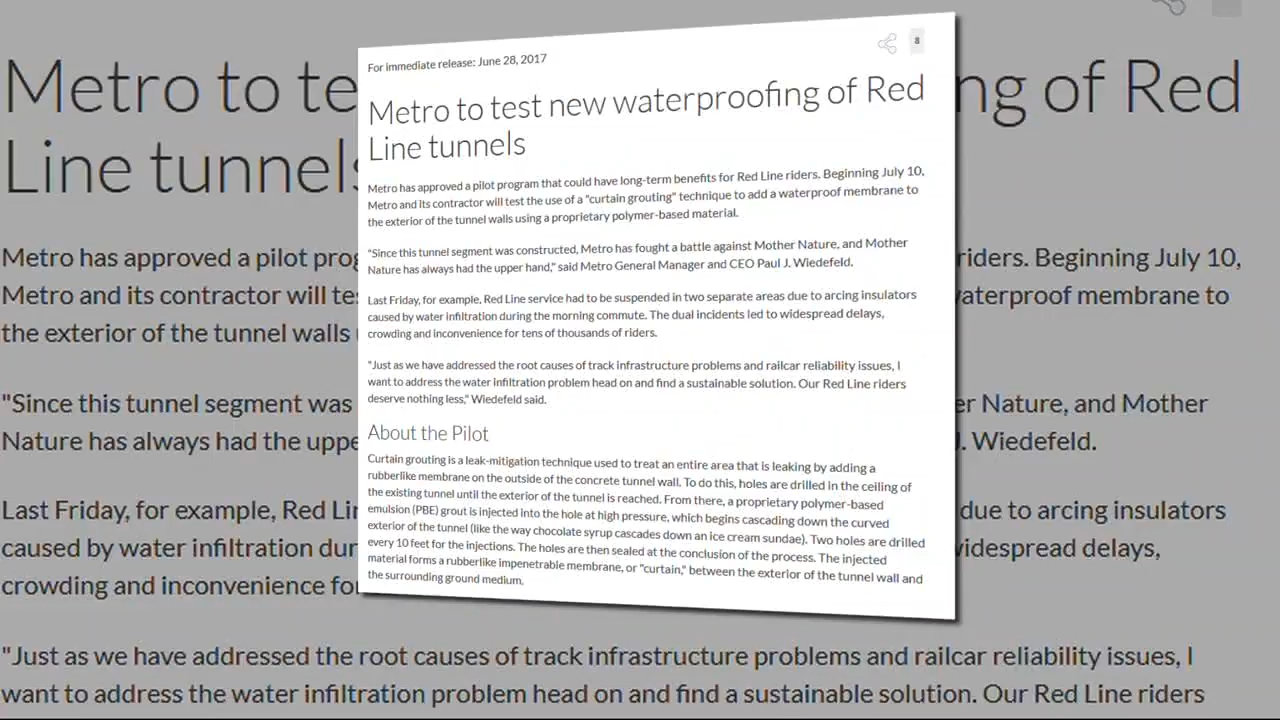 For immediate release: June 28, 2017
8
Metro to test new waterproofing of Red
Line tunnels
Metro has approved a pilot program that could have long-term benefits for Red Line riders. Beginning July 10,
Metro and its contractor will test the use of a "curtain grouting" technique to add a waterproof membrane to
the exterior of the tunnel walls using a proprietary polymer-based material.
"Since this tunnel segment was constructed, Metro has fought a battle against Mother Nature, and Mother
Nature has always had the upper hand," said Metro General Manager and CEO Paul J. Wiedefeld.
Last Friday, for example, Red Line service had to be suspended in two separate areas due to arcing insulators
caused by water infiltration during the morning commute. The dual incidents led to widespread delays,
crowding and inconvenience for tens of thousands of riders.
"Just as we have addressed the root causes of track infrastructure problems and railcar reliability issues, I
want to address the water infiltration problem head on and find a sustainable solution. Our Red Line riders
deserve nothing less," Wiedefeld said.
About the Pilot
Curtain grouting is a leak-mitigation technique used to treat an entire area that is leaking by adding a
rubberlike membrane on the outside of the concrete tunnel wall. To do this, holes are drilled in the ceiling of
the existing tunnel until the exterior of the tunnel is reached. From there, a proprietary polymer-based
emulsion (PBE) grout is injected into the hole at high pressure, which begins cascading down the curved
exterior of the tunnel (like the way chocolate syrup cascades down an ice cream sundae). Two holes are drilled
every 10 feet for the injections. The holes are then sealed at the conclusion of the process. The injected
material forms a rubberlike impenetrable membrane, or "curtain," between the exterior of the tunnel wall and
the surrounding ground medium.
Metro to te ng of Red
Line tunnels
Metro has approved a pilot prog riders. Beginning July 10,
Metro and its contractor will te waterproof membrane to
the exterior of the tunnel walls
"Since this tunnel segment was er Nature, and Mother
Nature has always had the uppe J. Wiedefeld.
Last Friday, for example, Red Lin due to arcing insulators
caused by water infiltration dur widespread delays,
crowding and inconvenience fo
"Just as we have addressed the root causes of track infrastructure problems and railcar reliability issues, I
want to address the water infiltration problem head on and find a sustainable solution. Our Red Line riders